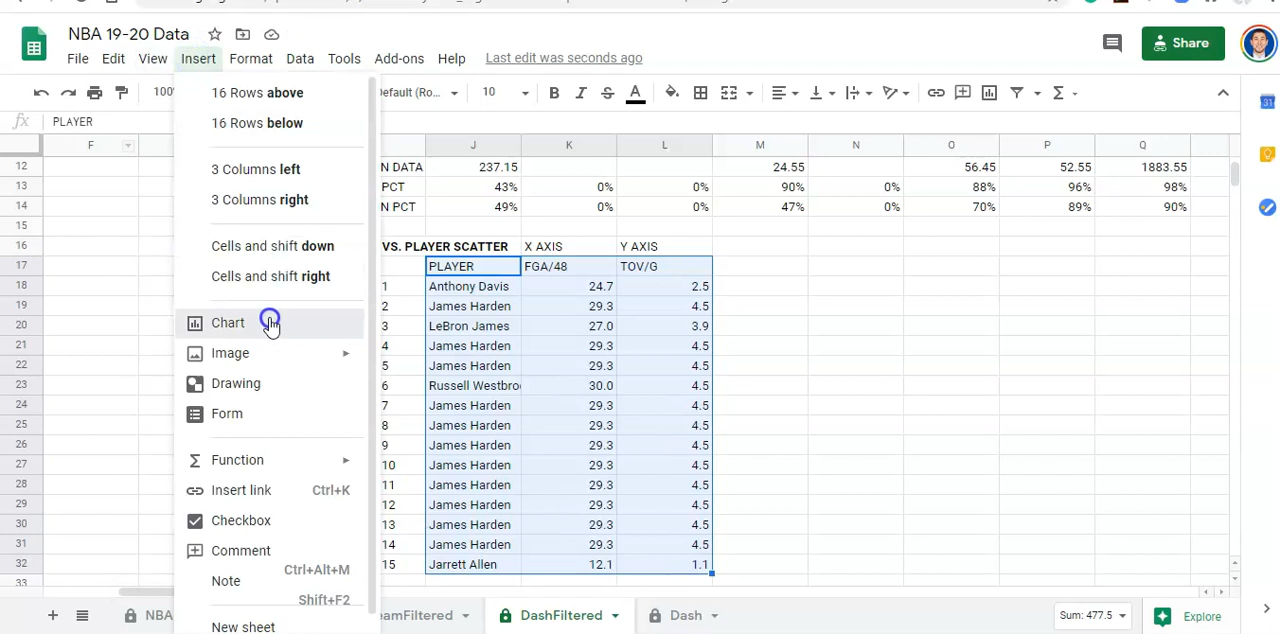 NBA 19-20 Data
File Edit View Insert Format Data Tools Add-ons Help Last edit was seconds ago
Share
100 Default (Ro... 10 B I S A
fx PLAYER
16 Rows above
16 Rows below
3 Columns left
3 Columns right
Cells and shift down
Cells and shift right
Chart
Image
Drawing
Form
Function
Insert link Ctrl+K
Checkbox
Comment Ctrl+Alt+M
Note Shift+F2
New sheet
F J K L M N O P Q
12 N DATA 237.15 24.55 56.45 52.55 1883.55
13 PCT 43% 0% 0% 90% 0% 88% 96% 98%
14 N PCT 49% 0% 0% 47% 0% 70% 89% 90%
15
16 VS. PLAYER SCATTER X AXIS Y AXIS
17 PLAYER FGA/48 TOV/G
18 1 Anthony Davis 24.7 2.5
19 2 James Harden 29.3 4.5
20 3 LeBron James 27.0 3.9
21 4 James Harden 29.3 4.5
22 5 James Harden 29.3 4.5
23 6 Russell Westbroo 30.0 4.5
24 7 James Harden 29.3 4.5
25 8 James Harden 29.3 4.5
26 9 James Harden 29.3 4.5
27 10 James Harden 29.3 4.5
28 11 James Harden 29.3 4.5
29 12 James Harden 29.3 4.5
30 13 James Harden 29.3 4.5
31 14 James Harden 29.3 4.5
32 15 Jarrett Allen 12.1 1.1
33
NBA eamFiltered DashFiltered Dash Sum: 477.5 Explore